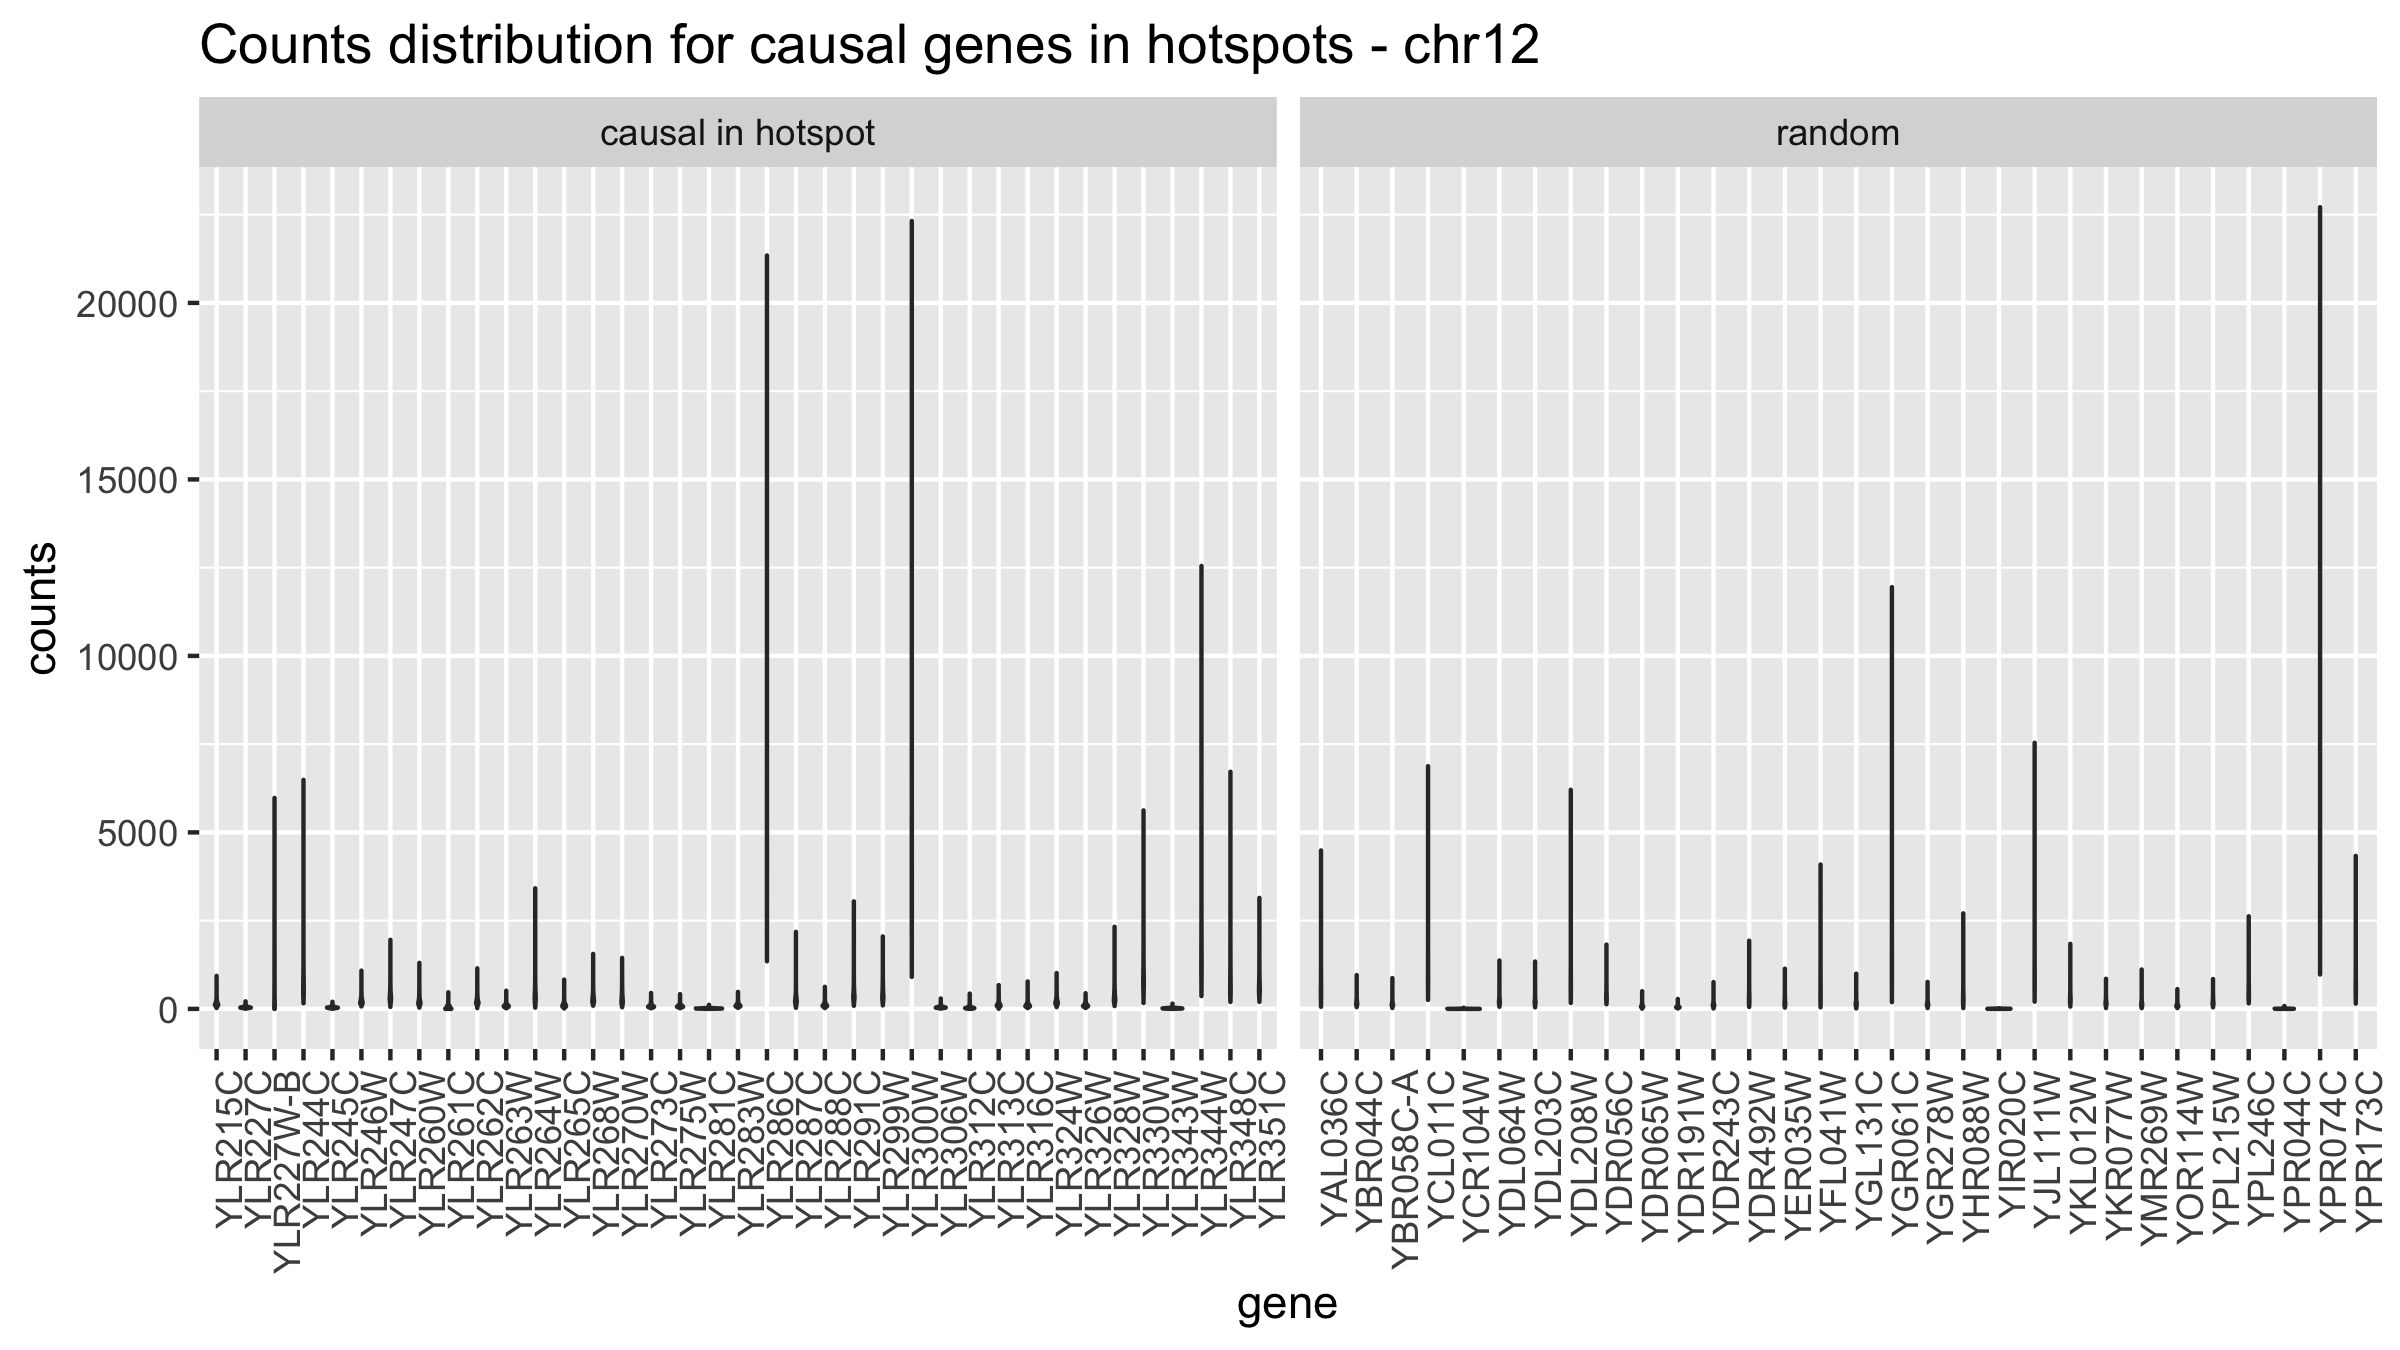 Counts distribution for causal genes in hotspots - chr12
causal in hotspot
random
counts
20000
15000
10000
5000
0
YLR215C
YLR227C
YLR227W-B
YLR244C
YLR245C
YLR246W
YLR247C
YLR260W
YLR261C
YLR262C
YLR263W
YLR264W
YLR265C
YLR268W
YLR270W
YLR273C
YLR275W
YLR281C
YLR283W
YLR286C
YLR287C
YLR288C
YLR291C
YLR299W
YLR300W
YLR306W
YLR312C
YLR313C
YLR316C
YLR324W
YLR326W
YLR328W
YLR330W
YLR343W
YLR344W
YLR348C
YLR351C
YAL036C
YBR044C
YBR058C-A
YCL011C
YCR104W
YDL064W
YDL203C
YDL208W
YDR056C
YDR065W
YDR191W
YDR243C
YDR492W
YER035W
YFL041W
YGL131C
YGR061C
YGR278W
YHR088W
YIR020C
YJL111W
YKL012W
YKR077W
YMR269W
YOR114W
YPL215W
YPL246C
YPR044C
YPR074C
YPR173C
gene